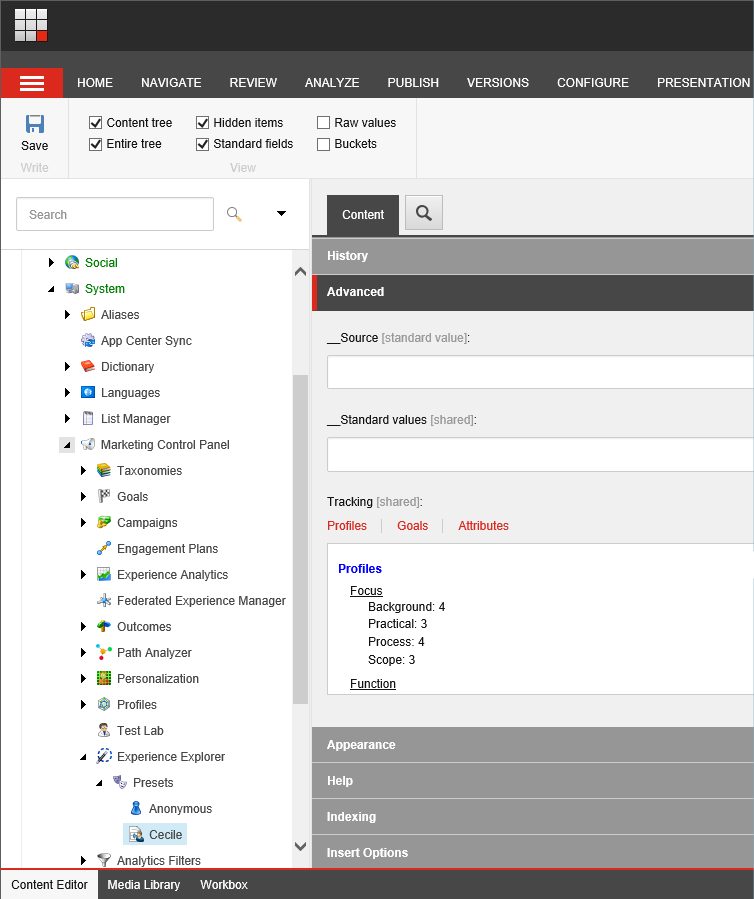 HOME NAVIGATE REVIEW ANALYZE PUBLISH VERSIONS CONFIGURE PRESENTATION
Content tree Hidden items Raw values
Save Entire tree Standard fields Buckets
Write View
Search
Content
Social
System
Aliases
App Center Sync
Dictionary
Languages
List Manager
Marketing Control Panel
Taxonomies
Goals
Campaigns
Engagement Plans
Experience Analytics
Federated Experience Manager
Outcomes
Path Analyzer
Personalization
Profiles
Test Lab
Experience Explorer
Presets
Anonymous
Cecile
Analytics Filters
History
Advanced
__Source [standard value]:
__Standard values [shared]:
Tracking [shared]:
Profiles Goals Attributes
Profiles
Focus
Background: 4
Practical: 3
Process: 4
Scope: 3
Function
Appearance
Help
Indexing
Insert Options
Content Editor Media Library Workbox